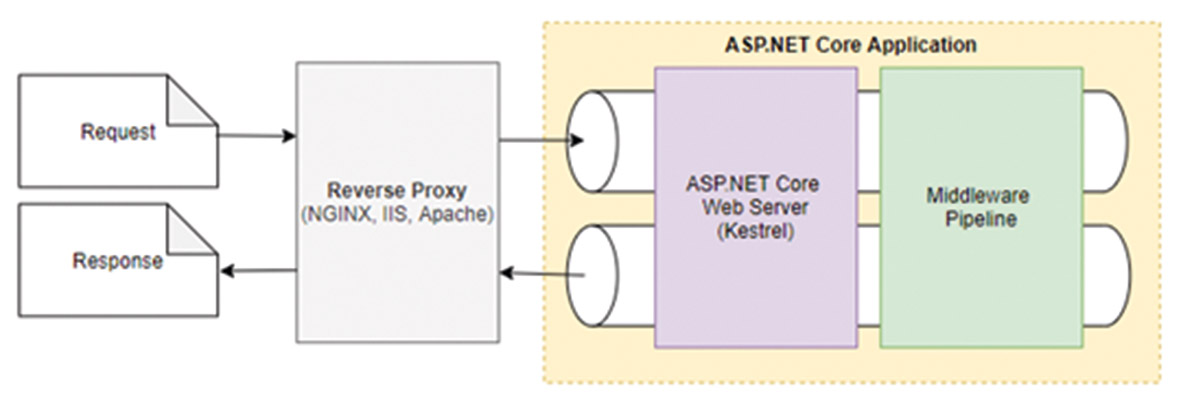 ASP.NET Core Application
Request
Response
Reverse Proxy
(NGINX, IIS, Apache)
ASP.NET Core
Web Server
(Kestrel)
Middleware
Pipeline